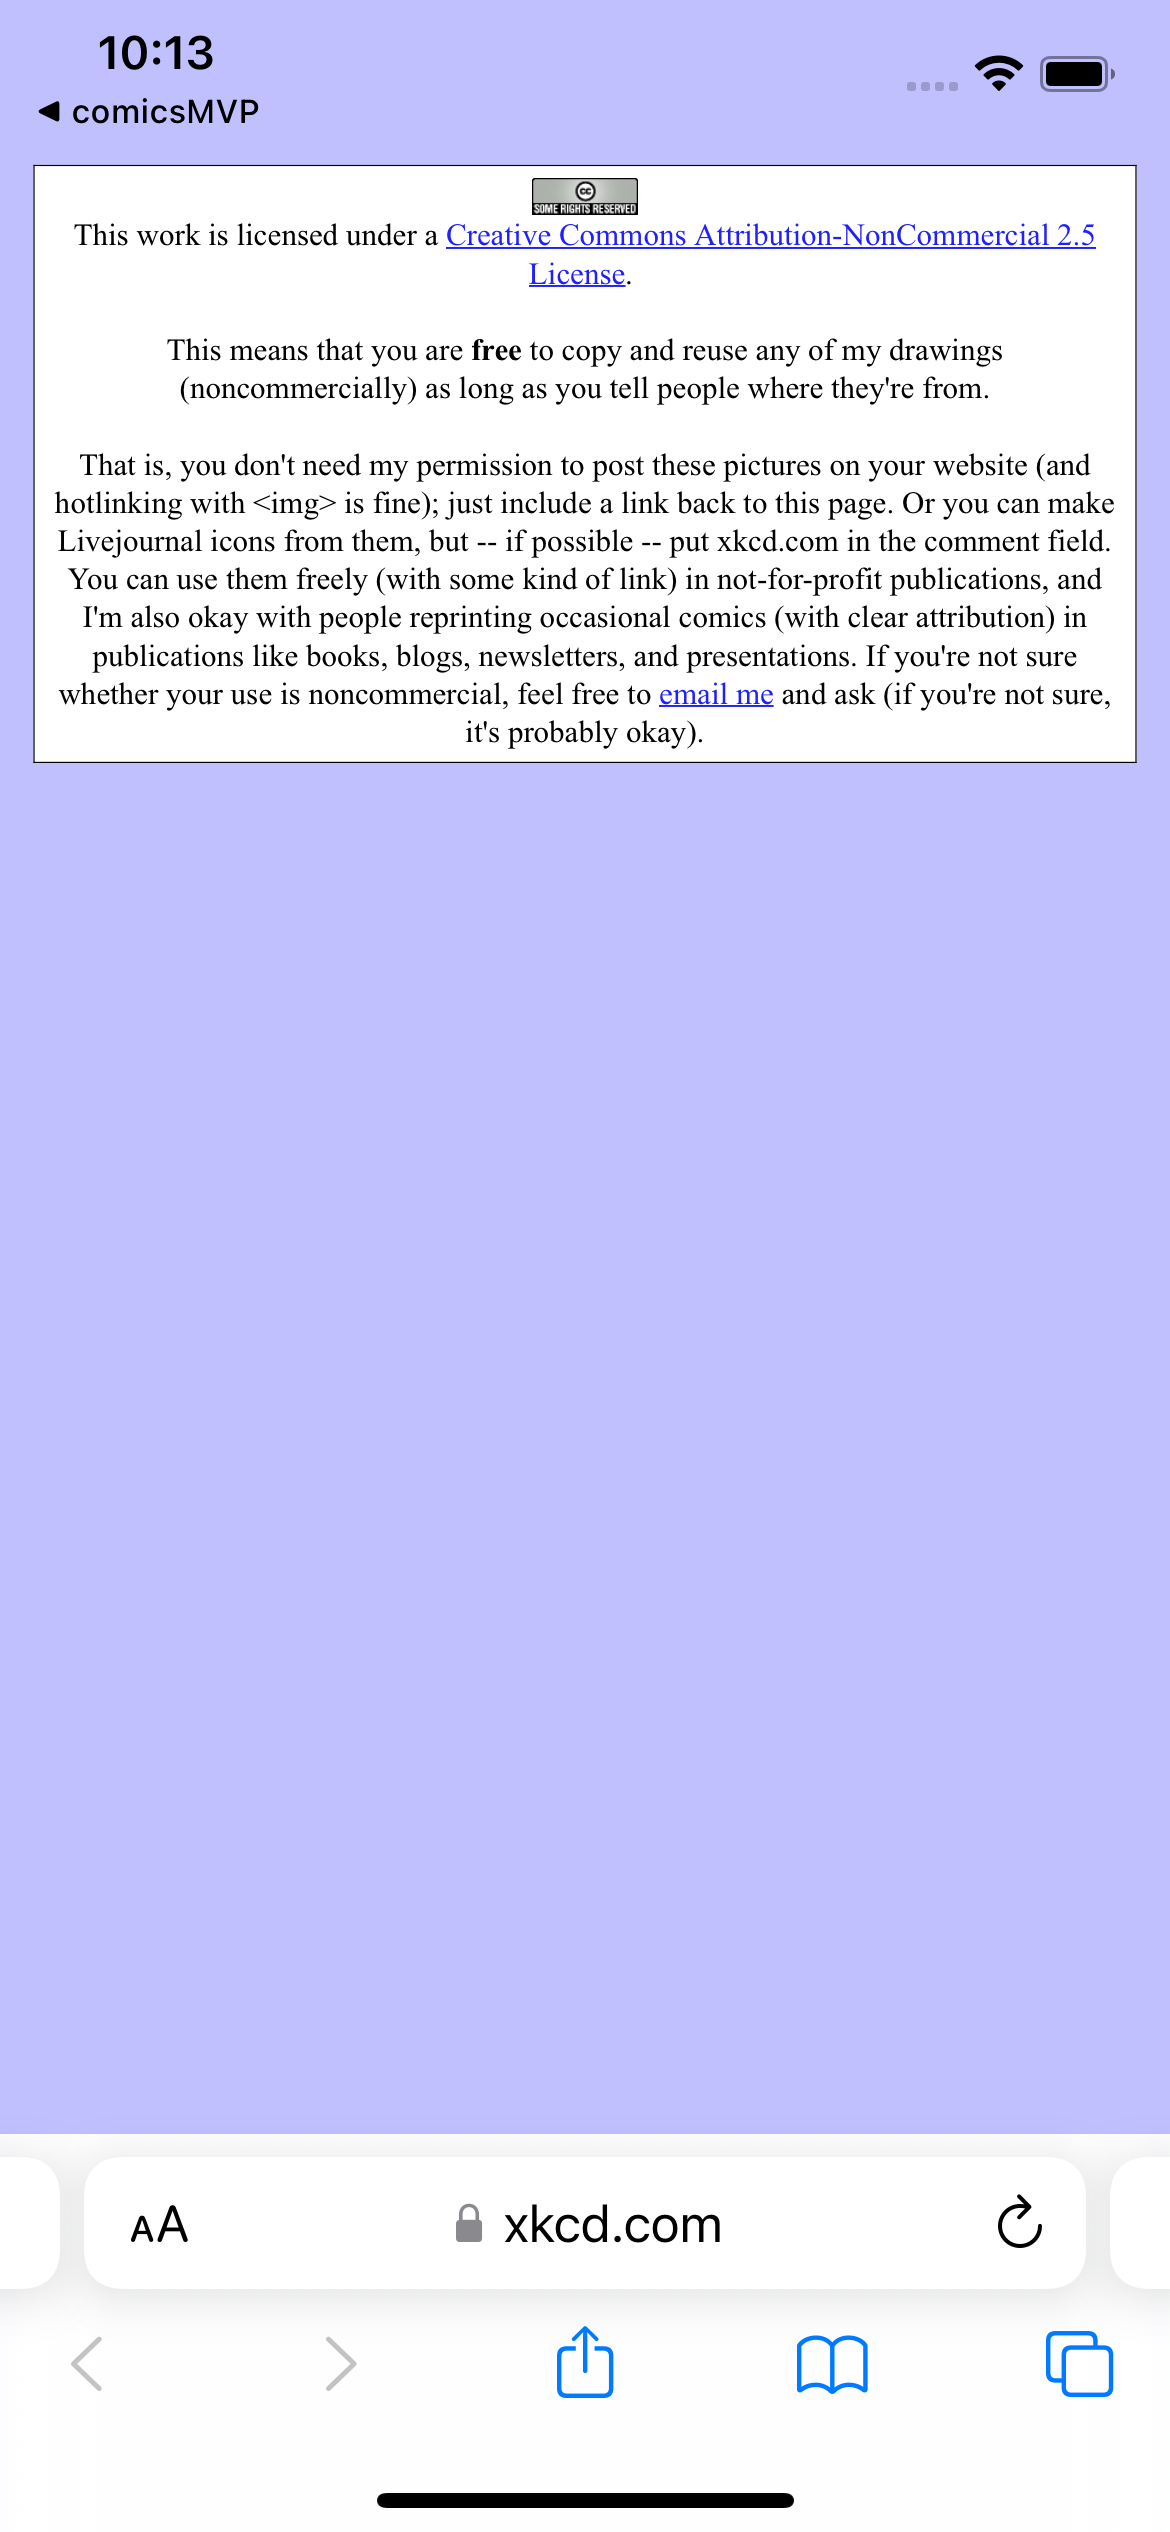 10:13
◀ comicsMVP
cc
SOME RIGHTS RESERVED
This work is licensed under a Creative Commons Attribution-NonCommercial 2.5
License.
This means that you are free to copy and reuse any of my drawings
(noncommercially) as long as you tell people where they're from.
That is, you don't need my permission to post these pictures on your website (and
hotlinking with <img> is fine); just include a link back to this page. Or you can make
Livejournal icons from them, but -- if possible -- put xkcd.com in the comment field.
You can use them freely (with some kind of link) in not-for-profit publications, and
I'm also okay with people reprinting occasional comics (with clear attribution) in
publications like books, blogs, newsletters, and presentations. If you're not sure
whether your use is noncommercial, feel free to email me and ask (if you're not sure,
it's probably okay).
AA xkcd.com